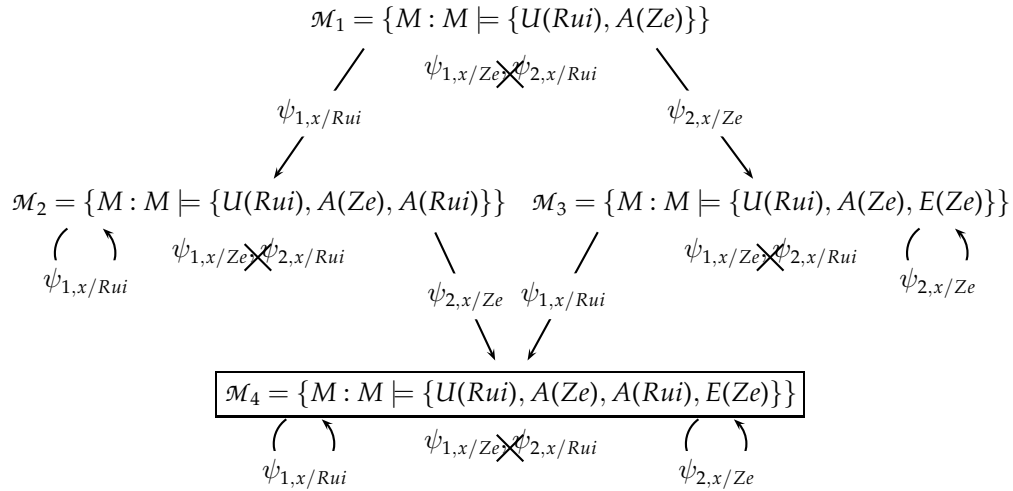 ℳ₁ = {M : M ⊨ {U(Rui), A(Ze)}}
ψ₁,ₓ/Ze, ψ₂,ₓ/Rui
ψ₁,ₓ/Rui ψ₂,ₓ/Ze
ℳ₂ = {M : M ⊨ {U(Rui), A(Ze), A(Rui)}} ℳ₃ = {M : M ⊨ {U(Rui), A(Ze), E(Ze)}}
ψ₁,ₓ/Ze, ψ₂,ₓ/Rui ψ₁,ₓ/Ze, ψ₂,ₓ/Rui
ψ₁,ₓ/Rui ψ₂,ₓ/Ze ψ₁,ₓ/Rui ψ₂,ₓ/Ze
ℳ₄ = {M : M ⊨ {U(Rui), A(Ze), A(Rui), E(Ze)}}
ψ₁,ₓ/Ze, ψ₂,ₓ/Rui
ψ₁,ₓ/Rui ψ₂,ₓ/Ze